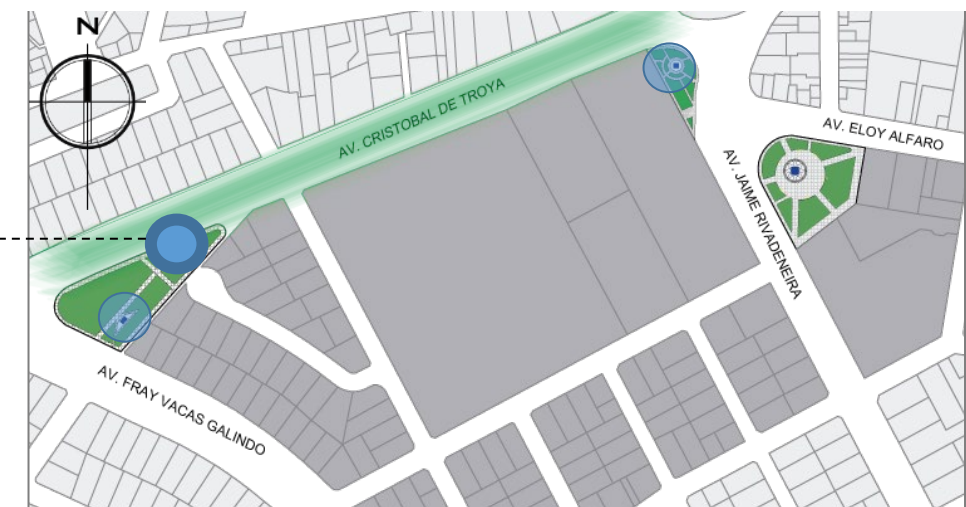 N
AV. CRISTOBAL DE TROYA
AV. ELOY ALFARO
AV. JAIME RIVADENEIRA
AV. FRAY VACAS GALINDO